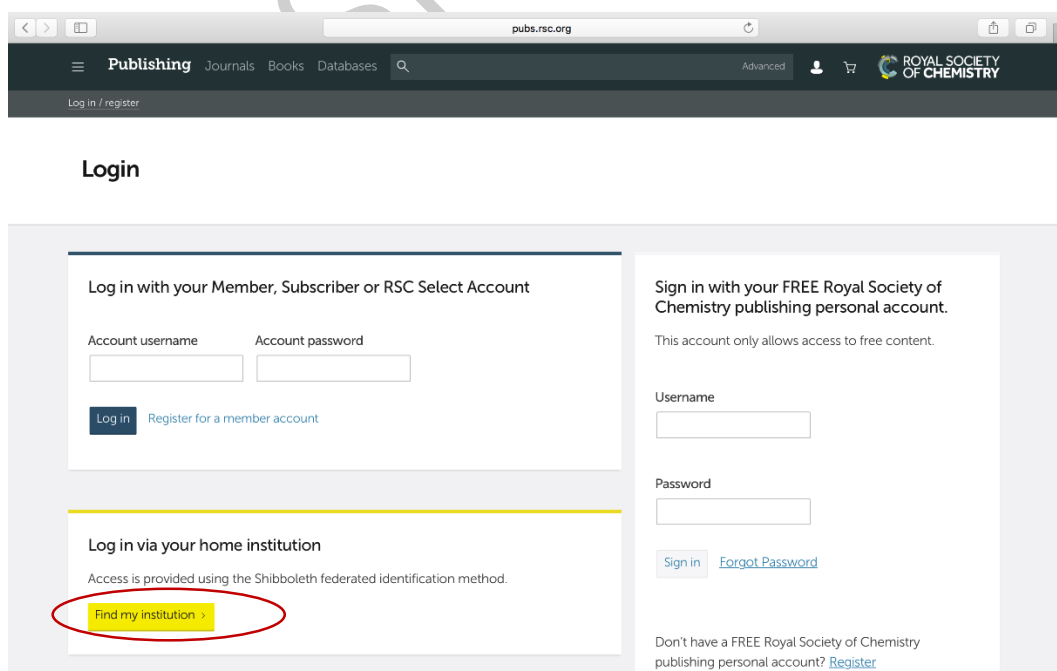 pubs.rsc.org
Publishing Journals Books Databases Advanced ROYAL SOCIETY
OF CHEMISTRY
Log in / register
Login
Log in with your Member, Subscriber or RSC Select Account
Account username Account password
Log in Register for a member account
Log in via your home institution
Access is provided using the Shibboleth federated identification method.
Find my institution ›
Sign in with your FREE Royal Society of
Chemistry publishing personal account.
This account only allows access to free content.
Username
Password
Sign in Forgot Password
Don't have a FREE Royal Society of Chemistry
publishing personal account? Register